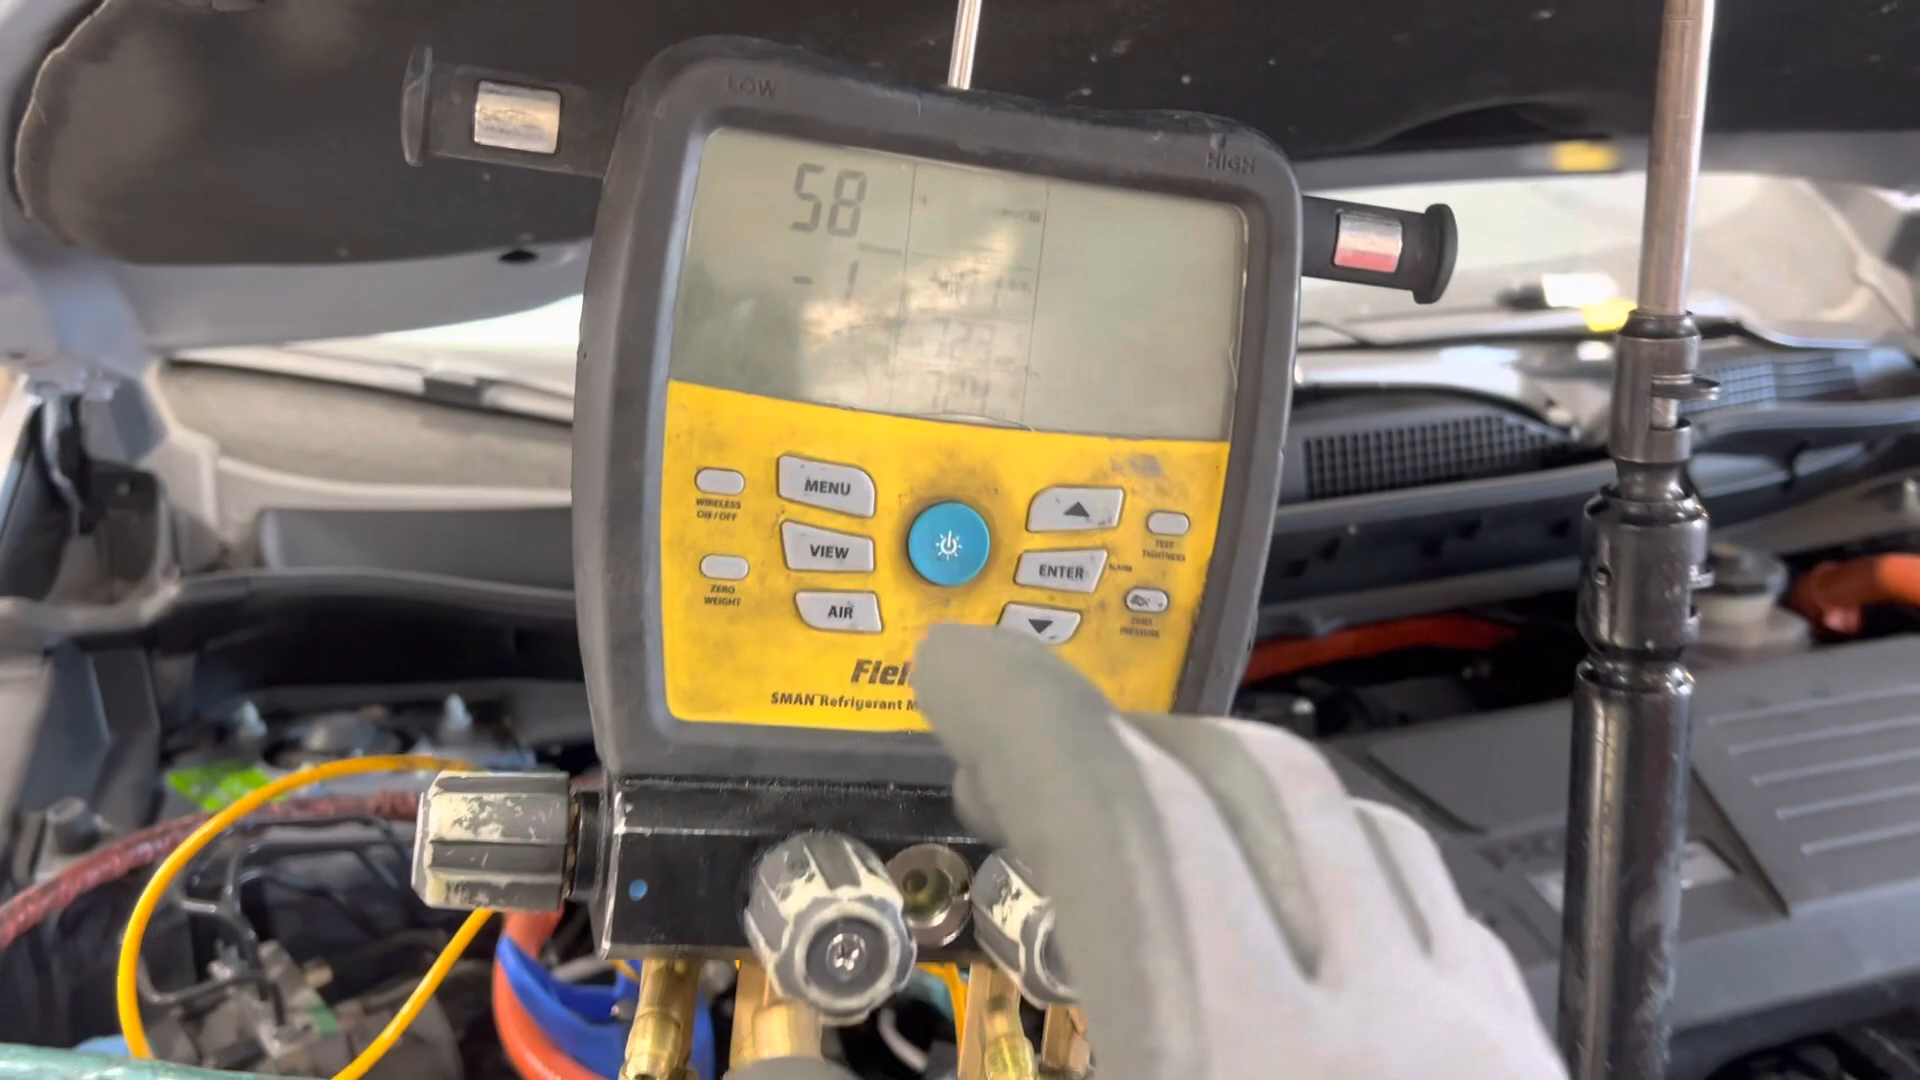 LOW
HIGH
58
- 1
MENU
WIRELESS
ON / OFF
VIEW
ENTER
TEST
TIGHTNESS
ZERO
WEIGHT
AIR
ZERO
PRESSURE
Fiel
SMAN Refrigerant M